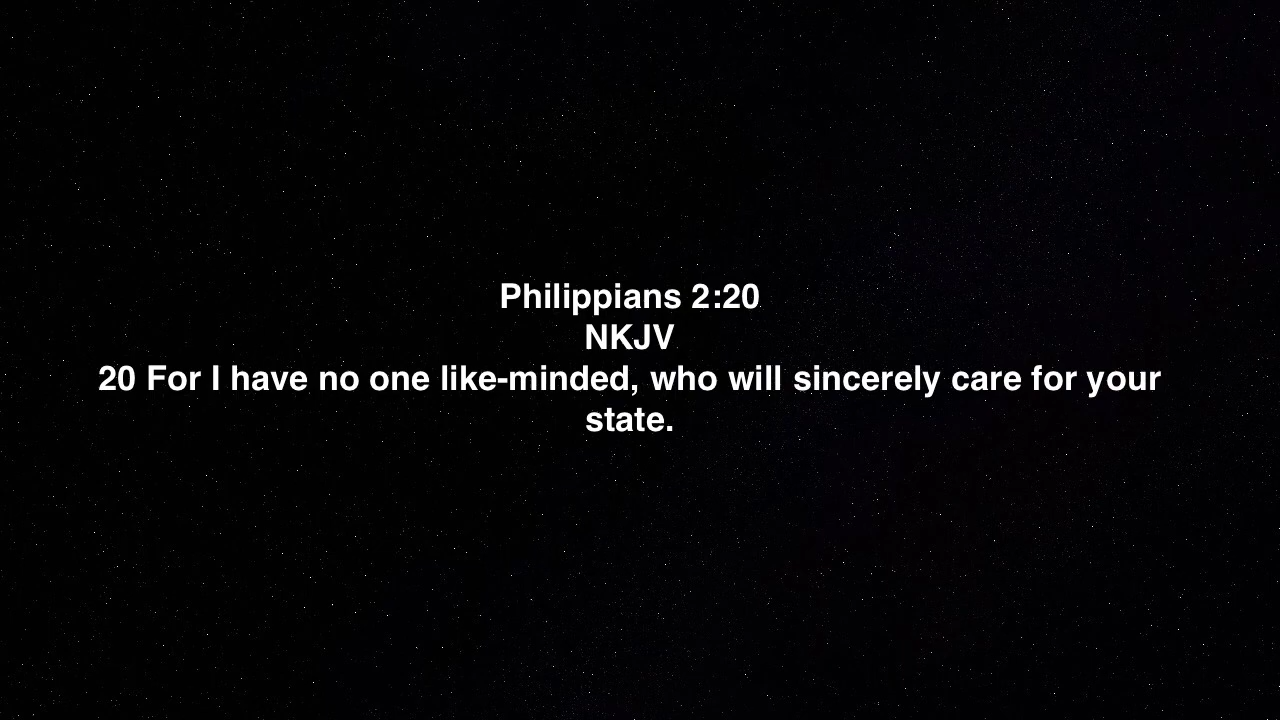 Philippians 2:20
NKJV
20 For I have no one like-minded, who will sincerely care for your
state.